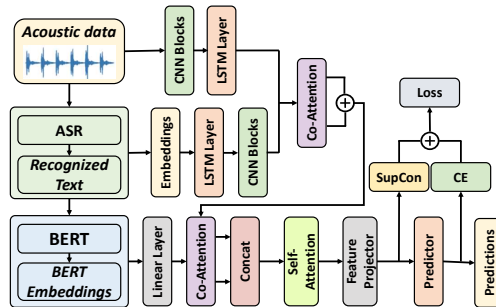 Acoustic data
CNN Blocks
LSTM Layer
Co-Attention
Loss
ASR
Recognized
Text
Embeddings
LSTM Layer
CNN Blocks
SupCon
CE
BERT
BERT
Embeddings
Linear Layer
Co-Attention
Concat
Self-
Attention
Feature
Projector
Predictor
Predictions